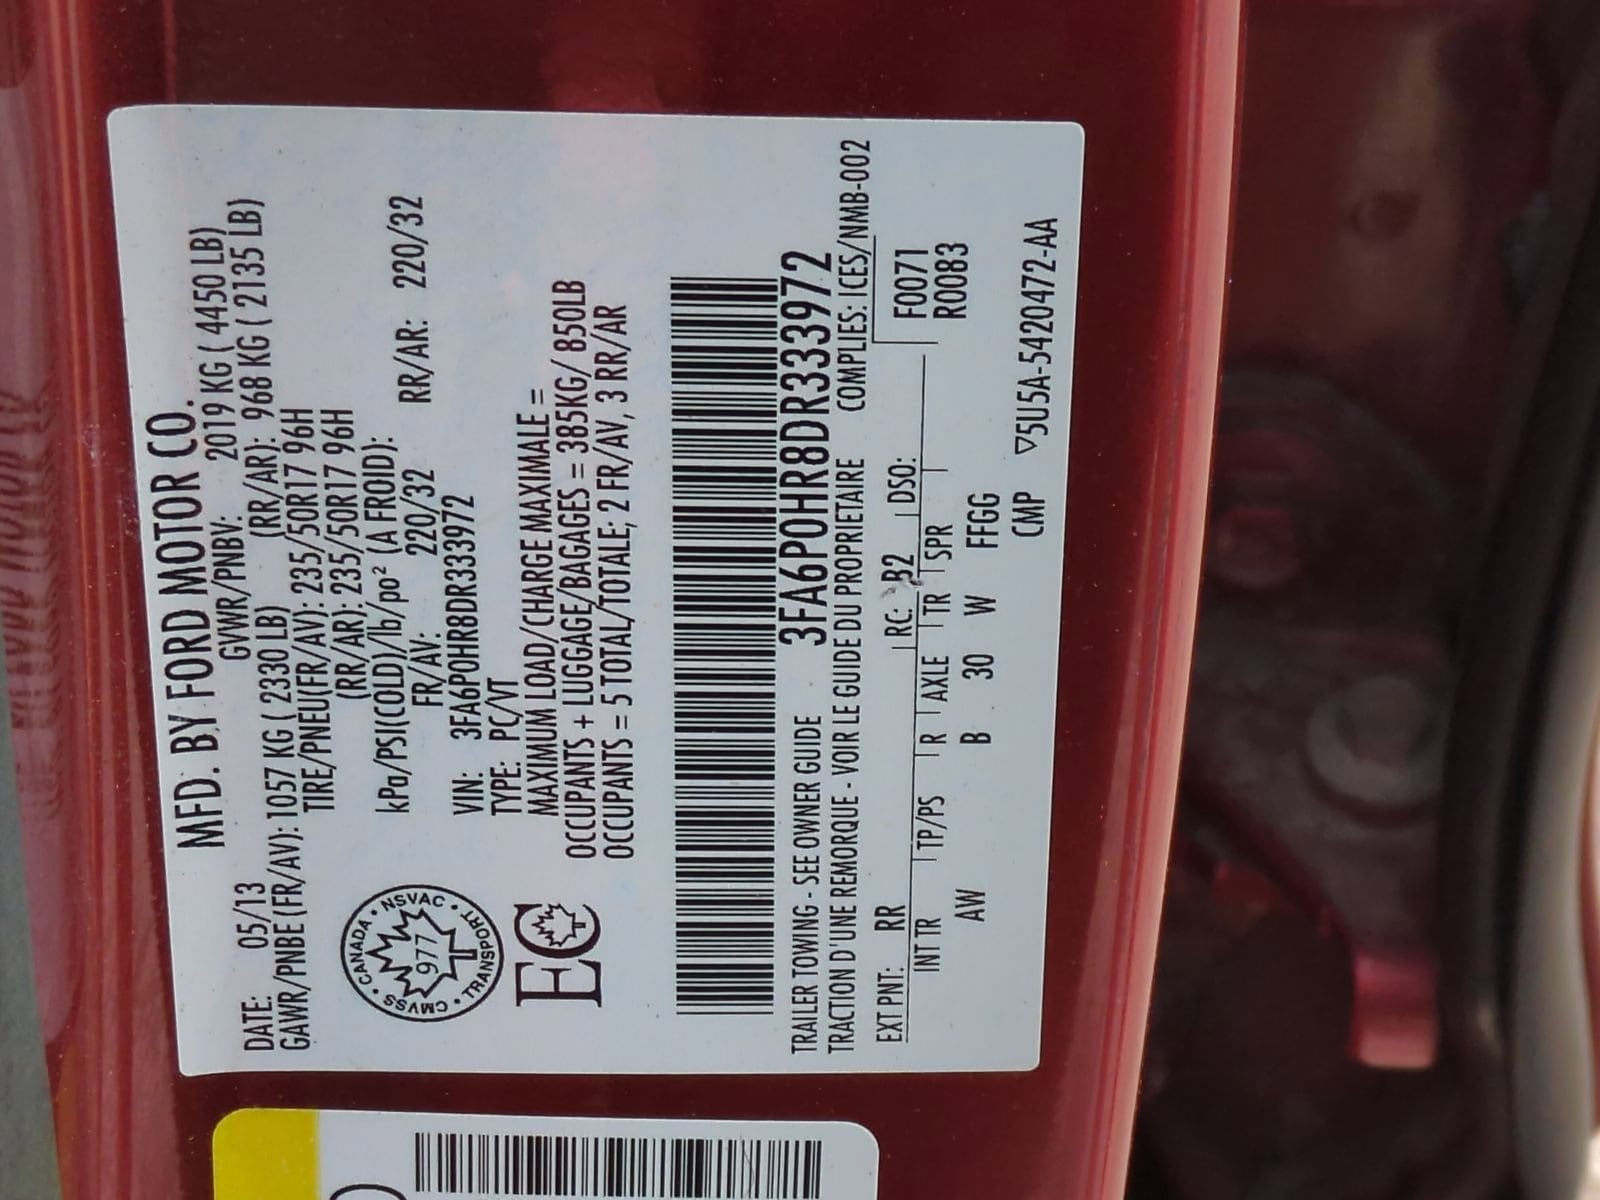 MFD. BY FORD MOTOR CO.
DATE: 05/13 GVWR/PNBV: 2019 KG ( 4450 LB)
GAWR/PNBE (FR/AV): 1057 KG ( 2330 LB) (RR/AR): 968 KG ( 2135 LB)
TIRE/PNEU(FR/AV): 235/50R17 96H
(RR/AR): 235/50R17 96H
kPa/PSI(COLD)/lb/po² (A FROID):
FR/AV: 220/32 RR/AR: 220/32
VIN: 3FA6P0HR8DR333972
TYPE: PC/VT
MAXIMUM LOAD/CHARGE MAXIMALE =
OCCUPANTS + LUGGAGE/BAGAGES = 385KG/ 850LB
OCCUPANTS = 5 TOTAL/TOTALE; 2 FR/AV, 3 RR/AR
CANADA • NSVAC • TRANSPORT • CMVSS •
977
EC
3FA6P0HR8DR333972
TRAILER TOWING - SEE OWNER GUIDE
TRACTION D'UNE REMORQUE - VOIR LE GUIDE DU PROPRIETAIRE COMPLIES: ICES/NMB-002
EXT PNT: RR RC: B2 DSO: F0071
INT TR TP/PS R AXLE TR SPR R0083
AW B 30 W FFGG
CMP ▽5U5A-5420472-AA